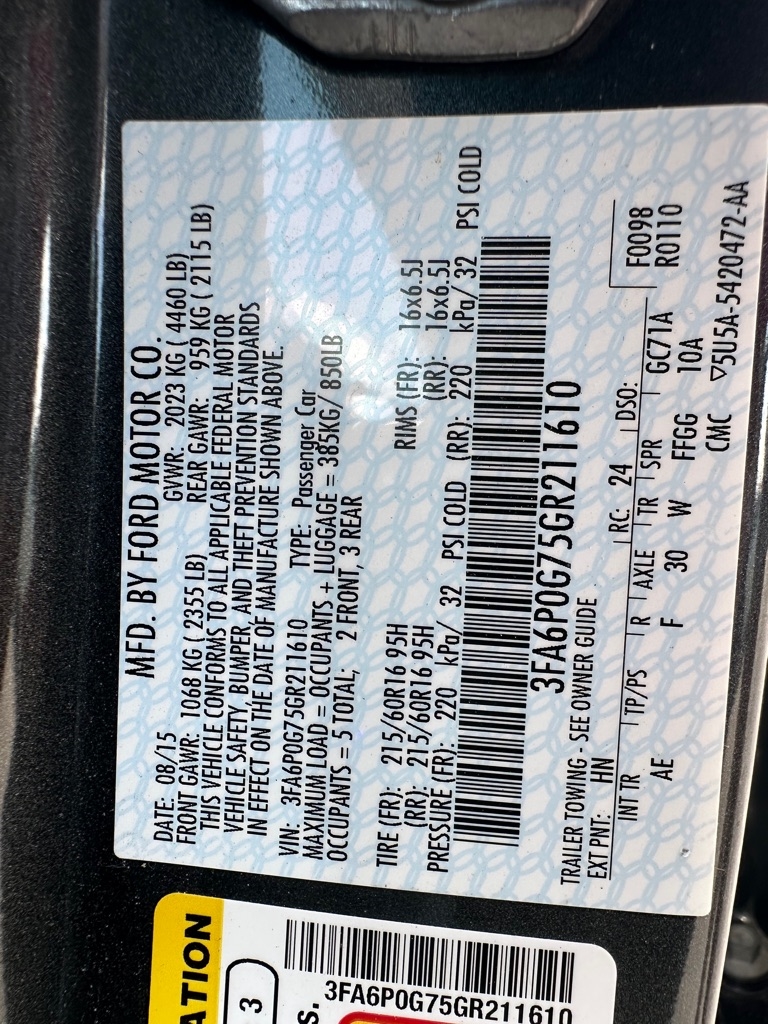 MFD. BY FORD MOTOR CO.
DATE: 08/15 GVWR: 2023 KG ( 4460 LB)
FRONT GAWR: 1068 KG ( 2355 LB) REAR GAWR: 959 KG ( 2115 LB)
THIS VEHICLE CONFORMS TO ALL APPLICABLE FEDERAL MOTOR
VEHICLE SAFETY, BUMPER, AND THEFT PREVENTION STANDARDS
IN EFFECT ON THE DATE OF MANUFACTURE SHOWN ABOVE.
VIN: 3FA6P0G75GR211610 TYPE: Passenger Car
MAXIMUM LOAD = OCCUPANTS + LUGGAGE = 385KG/ 850LB
OCCUPANTS = 5 TOTAL; 2 FRONT, 3 REAR
TIRE (FR): 215/60R16 95H RIMS (FR): 16x6.5J
(RR): 215/60R16 95H (RR): 16x6.5J
PRESSURE (FR): 220 kPa/ 32 PSI COLD (RR): 220 kPa/ 32 PSI COLD
3FA6P0G75GR211610
TRAILER TOWING - SEE OWNER GUIDE
EXT PNT: HN RC: 24 DSO: F0098
R0110
INT TR TP/PS R AXLE TR SPR GC71A
AE F 30 W FFGG 10A
CMC ▽5U5A-5420472-AA
ATION
3
s.
3FA6P0G75GR211610